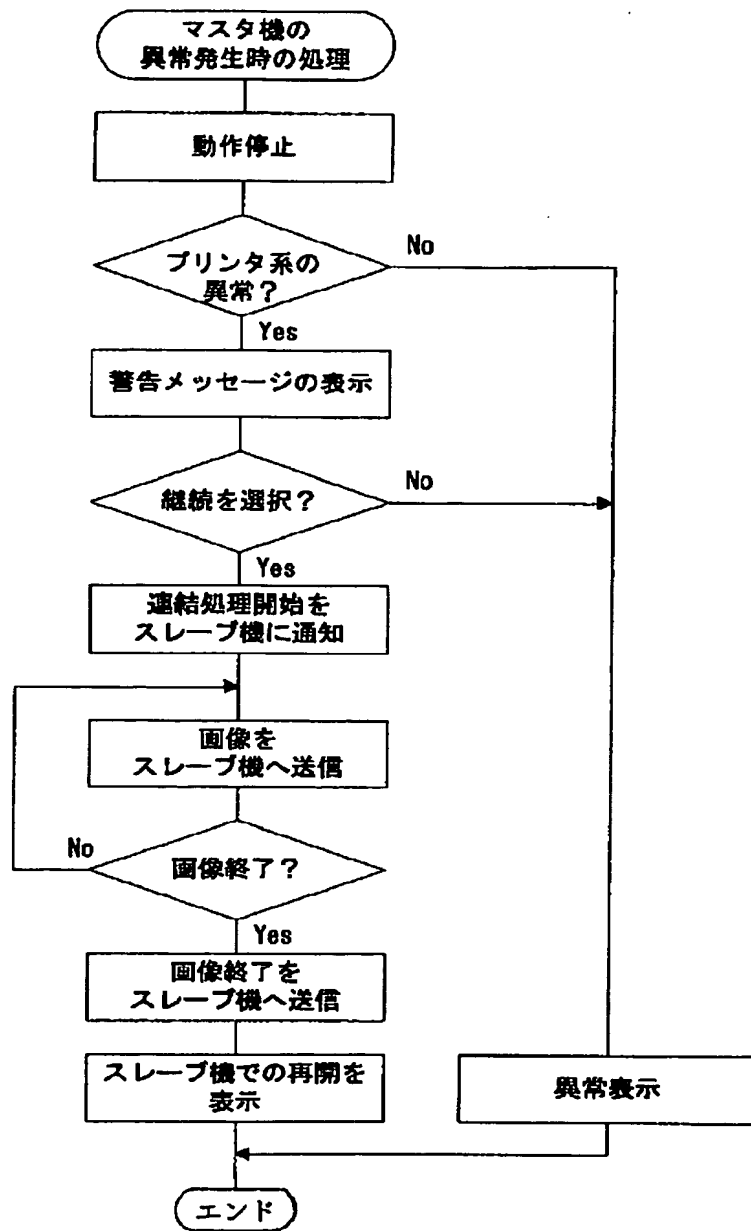 マスタ機の
異常発生時の処理
動作停止
プリンタ系の
異常？
No
Yes
警告メッセージの表示
継続を選択？
No
Yes
連結処理開始を
スレーブ機に通知
画像を
スレーブ機へ送信
画像終了？
No
Yes
画像終了を
スレーブ機へ送信
スレーブ機での再開を
表示
異常表示
エンド